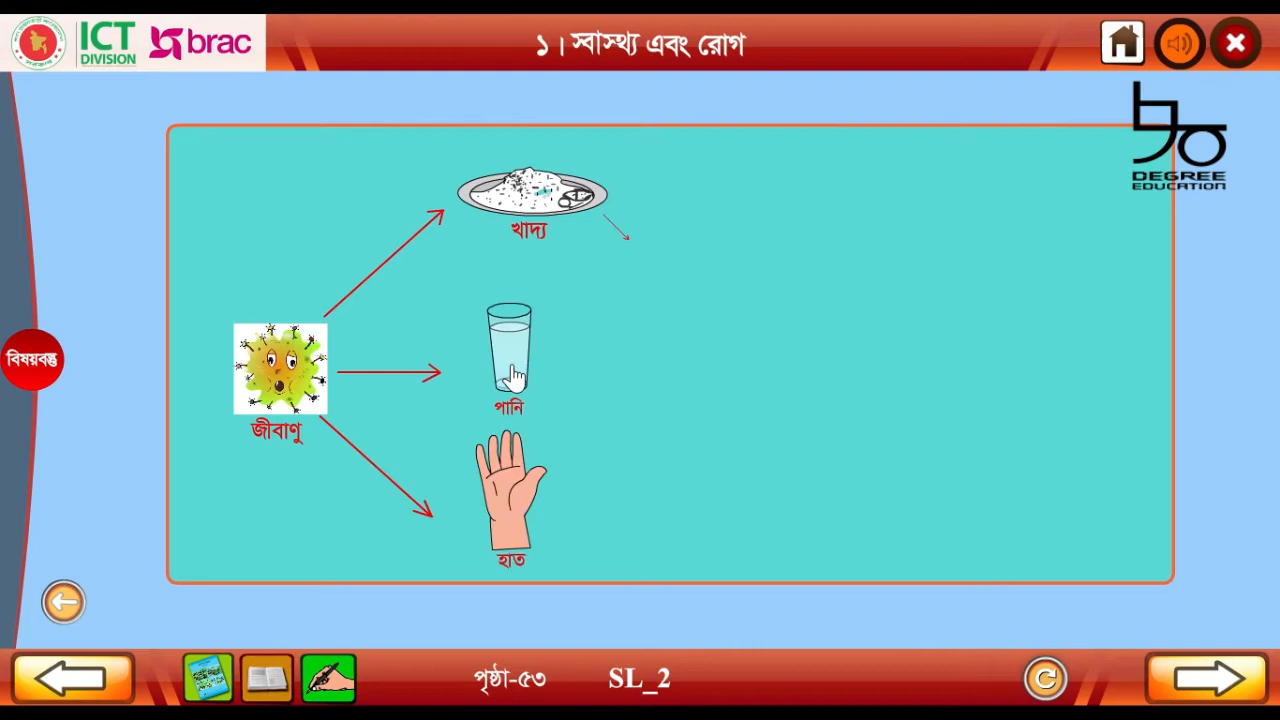 ICT
DIVISION
brac
১। স্বাস্থ্য এবং রোগ
DEGREE
EDUCATION
খাদ্য
বিষয়বস্তু
জীবাণু
পানি
হাত
পৃষ্ঠা-৫৩
SL_2